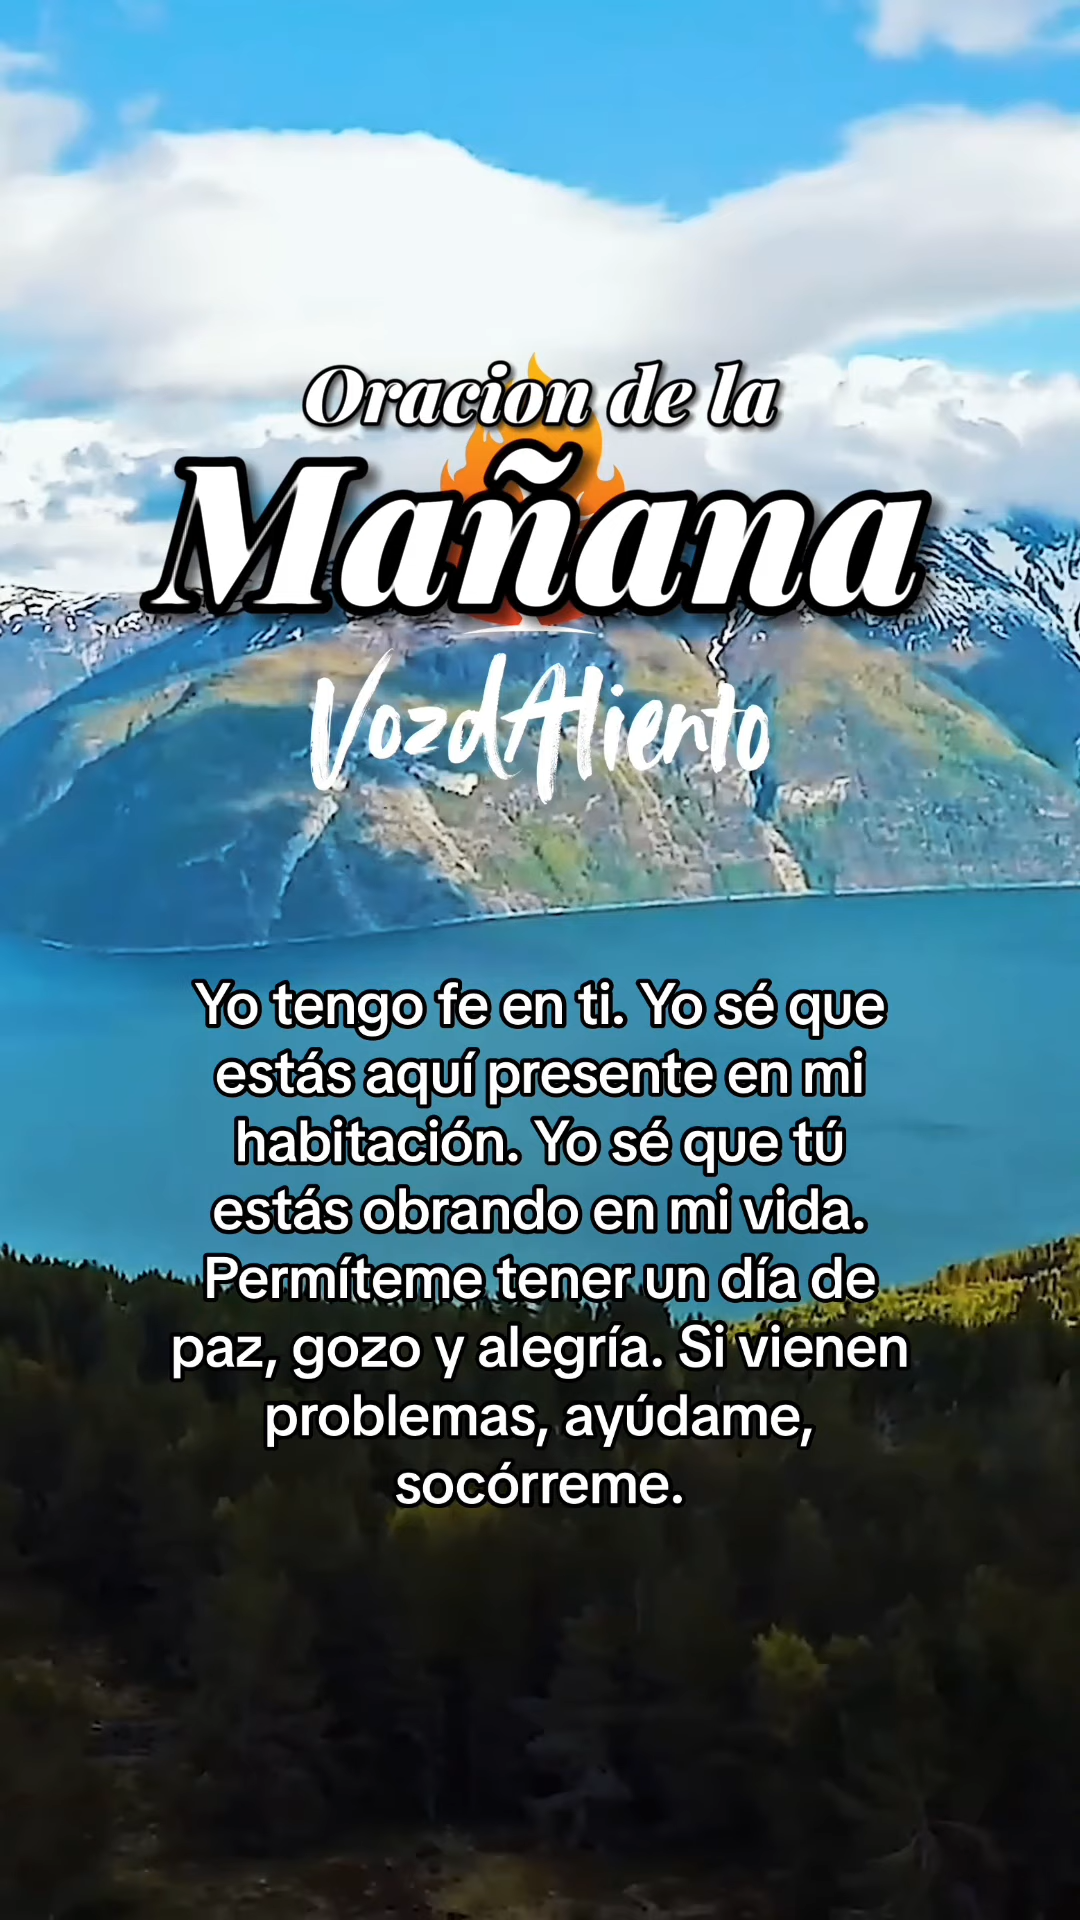 Oracion de la
Mañana
VozdAliento
Yo tengo fe en ti. Yo sé que
estás aquí presente en mi
habitación. Yo sé que tú
estás obrando en mi vida.
Permíteme tener un día de
paz, gozo y alegría. Si vienen
problemas, ayúdame,
socórreme.